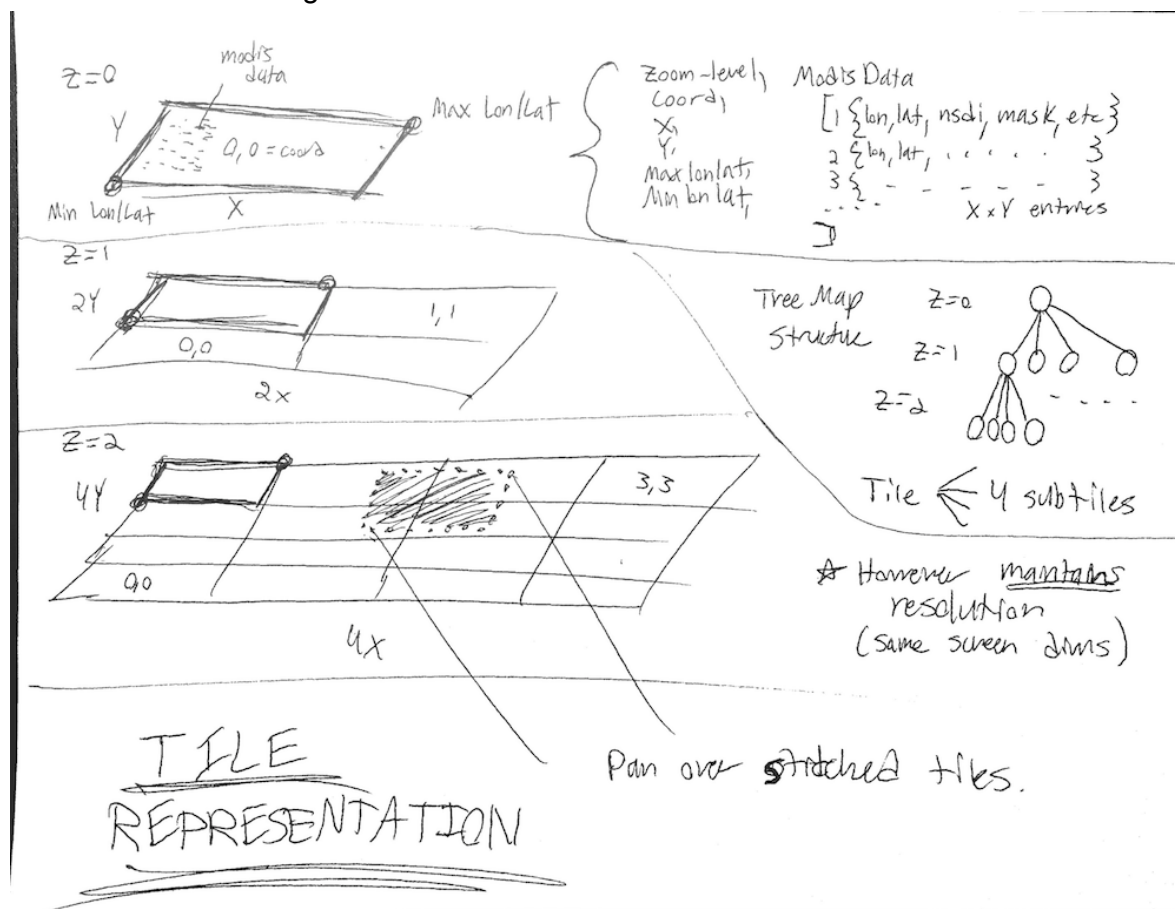 Z=0
modis
data
Y
0,0 = coord
Max Lon/Lat
Min Lon/Lat
X
Zoom-level,
Coord,
X,
Y,
Max lon/lat,
Min lon lat,
Modis Data
[1 {lon, lat, nsdi, mask, etc}
2 {lon, lat, . . . . . }
3 { - - - - - }
. . . . X x Y entries
]
Z=1
2Y
1,1
0,0
2x
Tree Map
Z=0
Z=1
Z=2
- - - -
Tile 4 subtiles
Z=2
4Y
3,3
0,0
4x
However mantains
resolution
(same screen dims)
TILE
REPRESENTATION
Pan over stitched tiles.